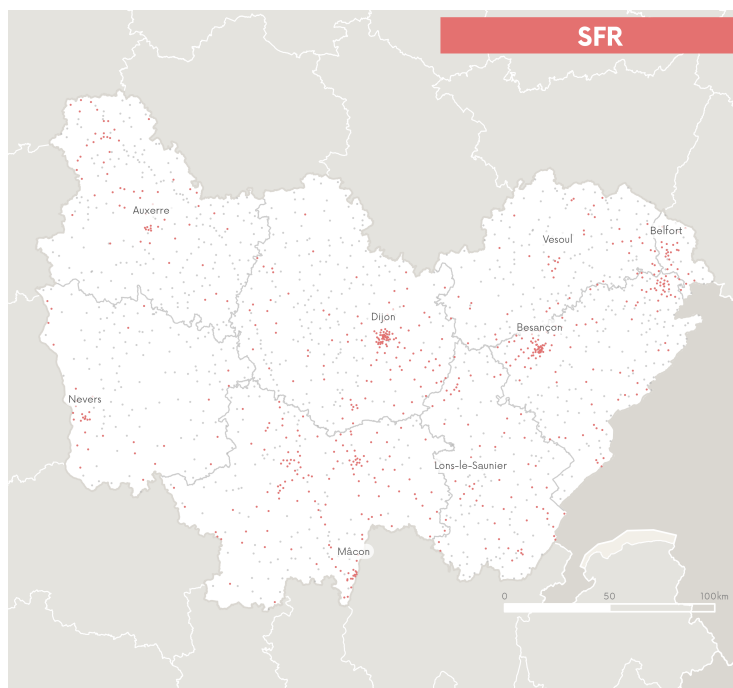 SFR
Auxerre
Vesoul
Belfort
Dijon
Besançon
Nevers
Lons-le-Saunier
Mâcon
0 50 100km